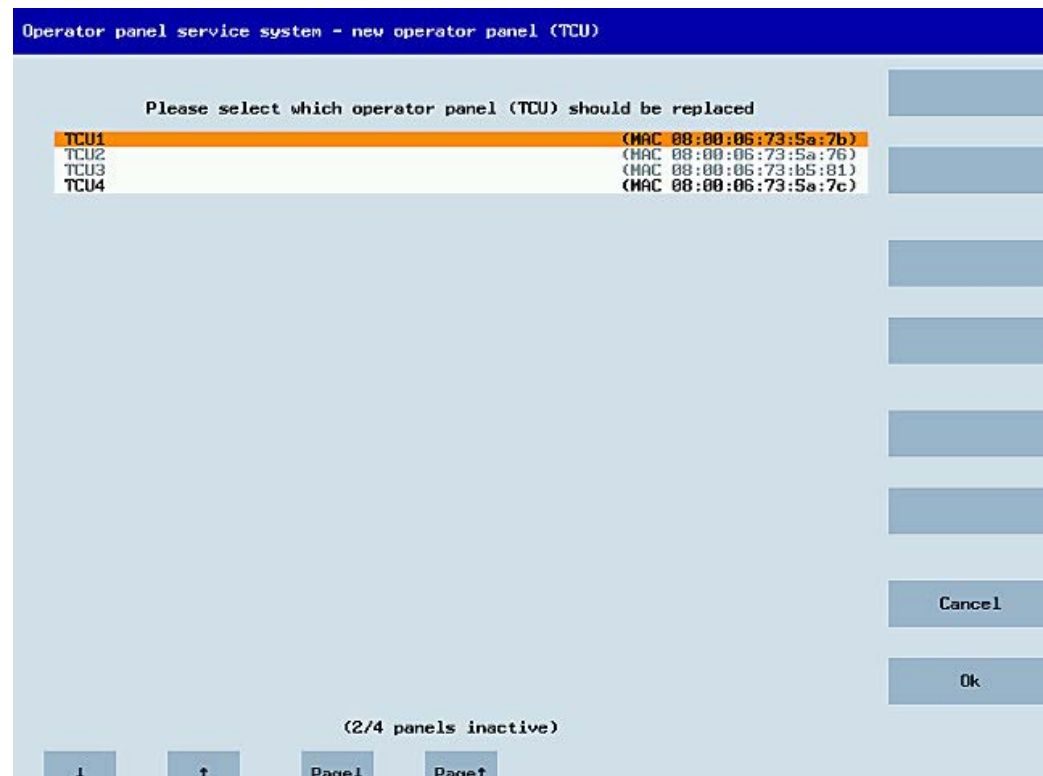 Operator panel service system - new operator panel (TCU)
Please select which operator panel (TCU) should be replaced
TCU1 (MAC 08:00:06:73:5a:7b)
TCU2 (MAC 08:00:06:73:5a:76)
TCU3 (MAC 08:00:06:73:b5:81)
TCU4 (MAC 08:00:06:73:5a:7c)
Cancel
Ok
(2/4 panels inactive)
↓ ↑ Page↓ Page↑